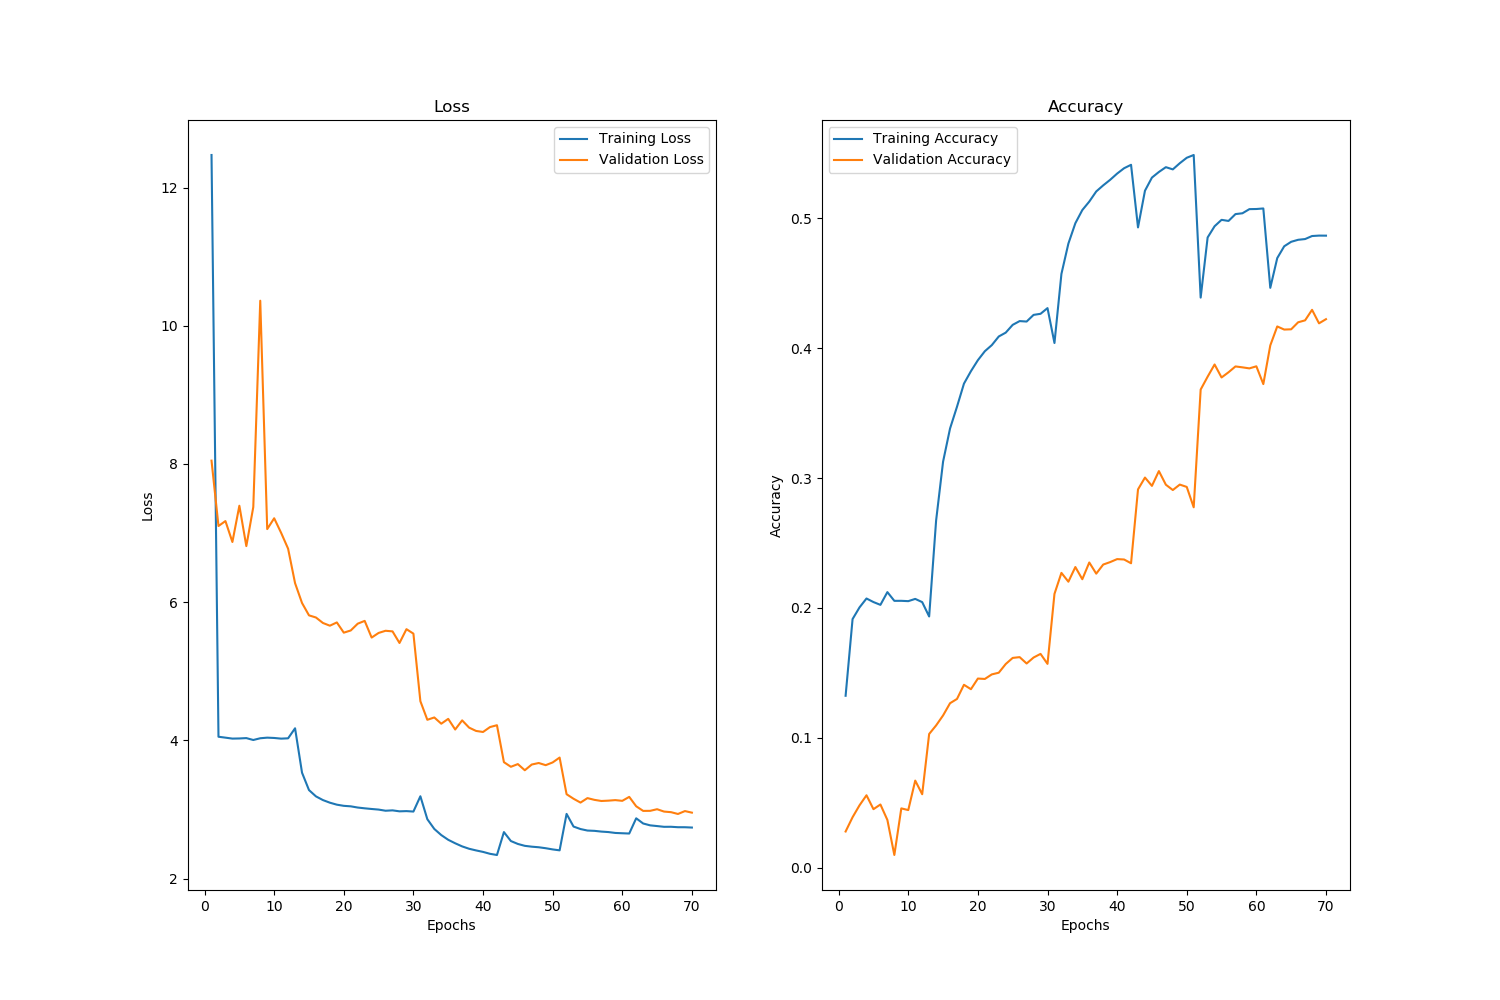 Loss
Training Loss
Validation Loss
12
10
8
6
4
2
Loss
0 10 20 30 40 50 60 70
Epochs
Accuracy
Training Accuracy
Validation Accuracy
0.5
0.4
0.3
0.2
0.1
0.0
Accuracy
0 10 20 30 40 50 60 70
Epochs